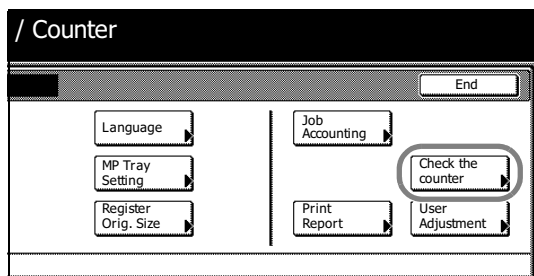 / Counter
End
Language
Job
Accounting
MP Tray
Setting
Check the
counter
Register
Orig. Size
Print
Report
User
Adjustment